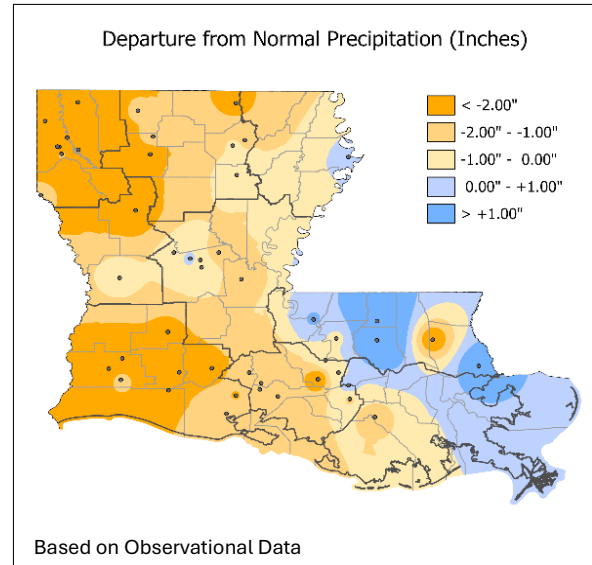 Departure from Normal Precipitation (Inches)
< -2.00"
-2.00" - -1.00"
-1.00" - 0.00"
0.00" - +1.00"
> +1.00"
Based on Observational Data